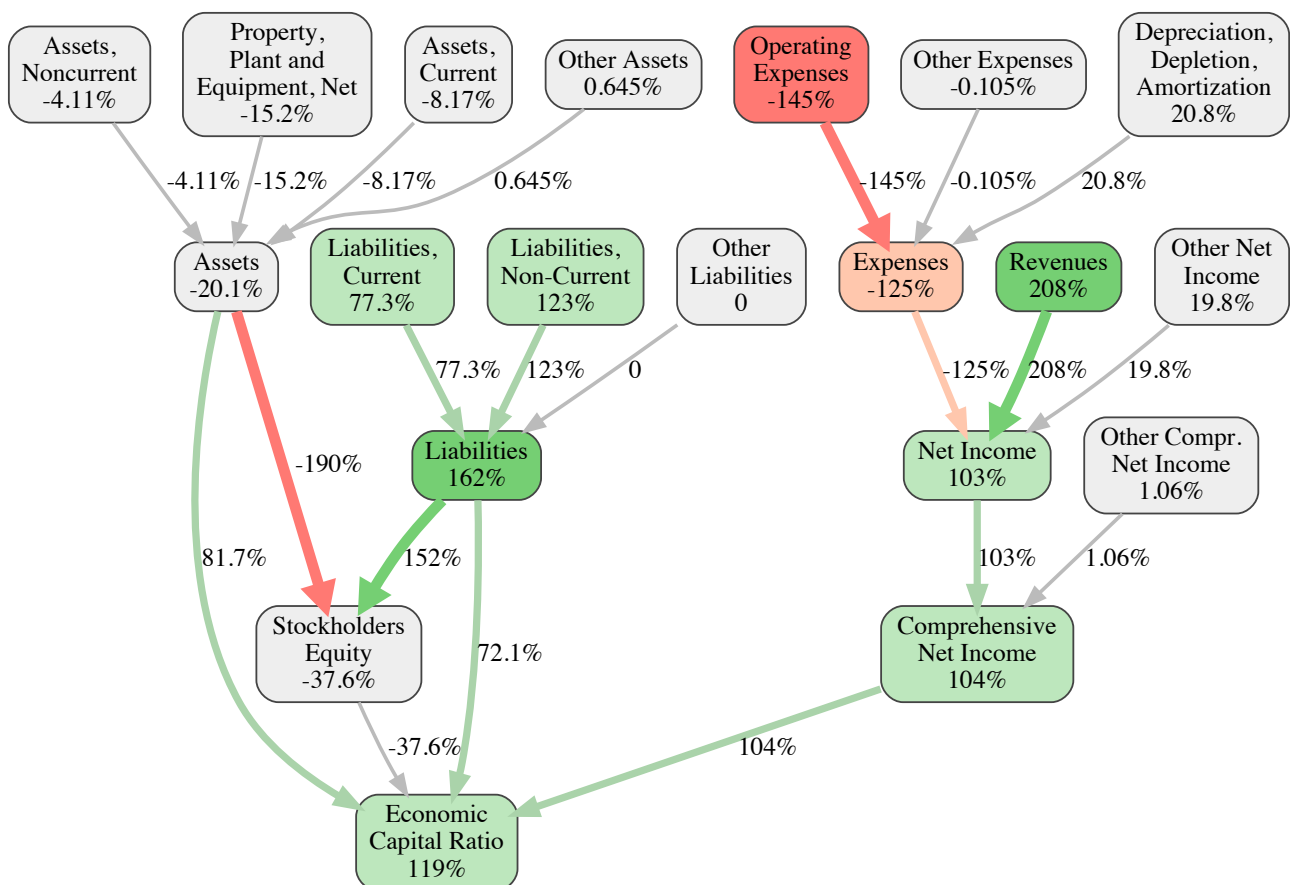 Assets,
Noncurrent
-4.11%
Property,
Plant and
Equipment, Net
-15.2%
Assets,
Current
-8.17%
Other Assets
0.645%
Operating
Expenses
-145%
Other Expenses
-0.105%
Depreciation,
Depletion,
Amortization
20.8%
-4.11%
-15.2%
-8.17%
0.645%
-145%
-0.105%
20.8%
Assets
-20.1%
Liabilities,
Current
77.3%
Liabilities,
Non-Current
123%
Other
Liabilities
0
Expenses
-125%
Revenues
208%
Other Net
Income
19.8%
77.3%
123%
0
-125%
208%
19.8%
-190%
Liabilities
162%
Net Income
103%
Other Compr.
Net Income
1.06%
81.7%
152%
103%
1.06%
Stockholders
Equity
-37.6%
72.1%
Comprehensive
Net Income
104%
-37.6%
104%
Economic
Capital Ratio
119%